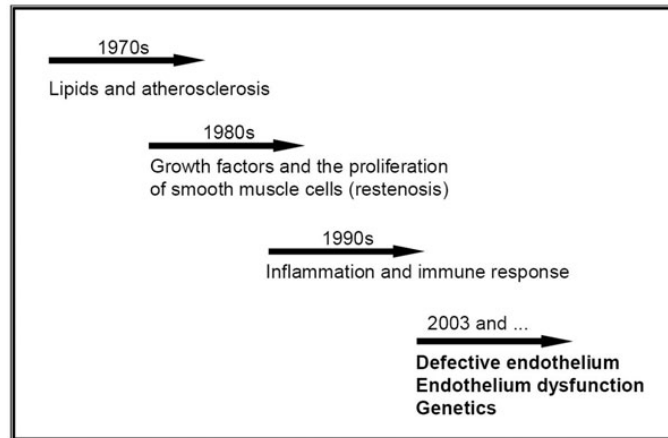 1970s
Lipids and atherosclerosis
1980s
Growth factors and the proliferation
of smooth muscle cells (restenosis)
1990s
Inflammation and immune response
2003 and ...
Defective endothelium
Endothelium dysfunction
Genetics